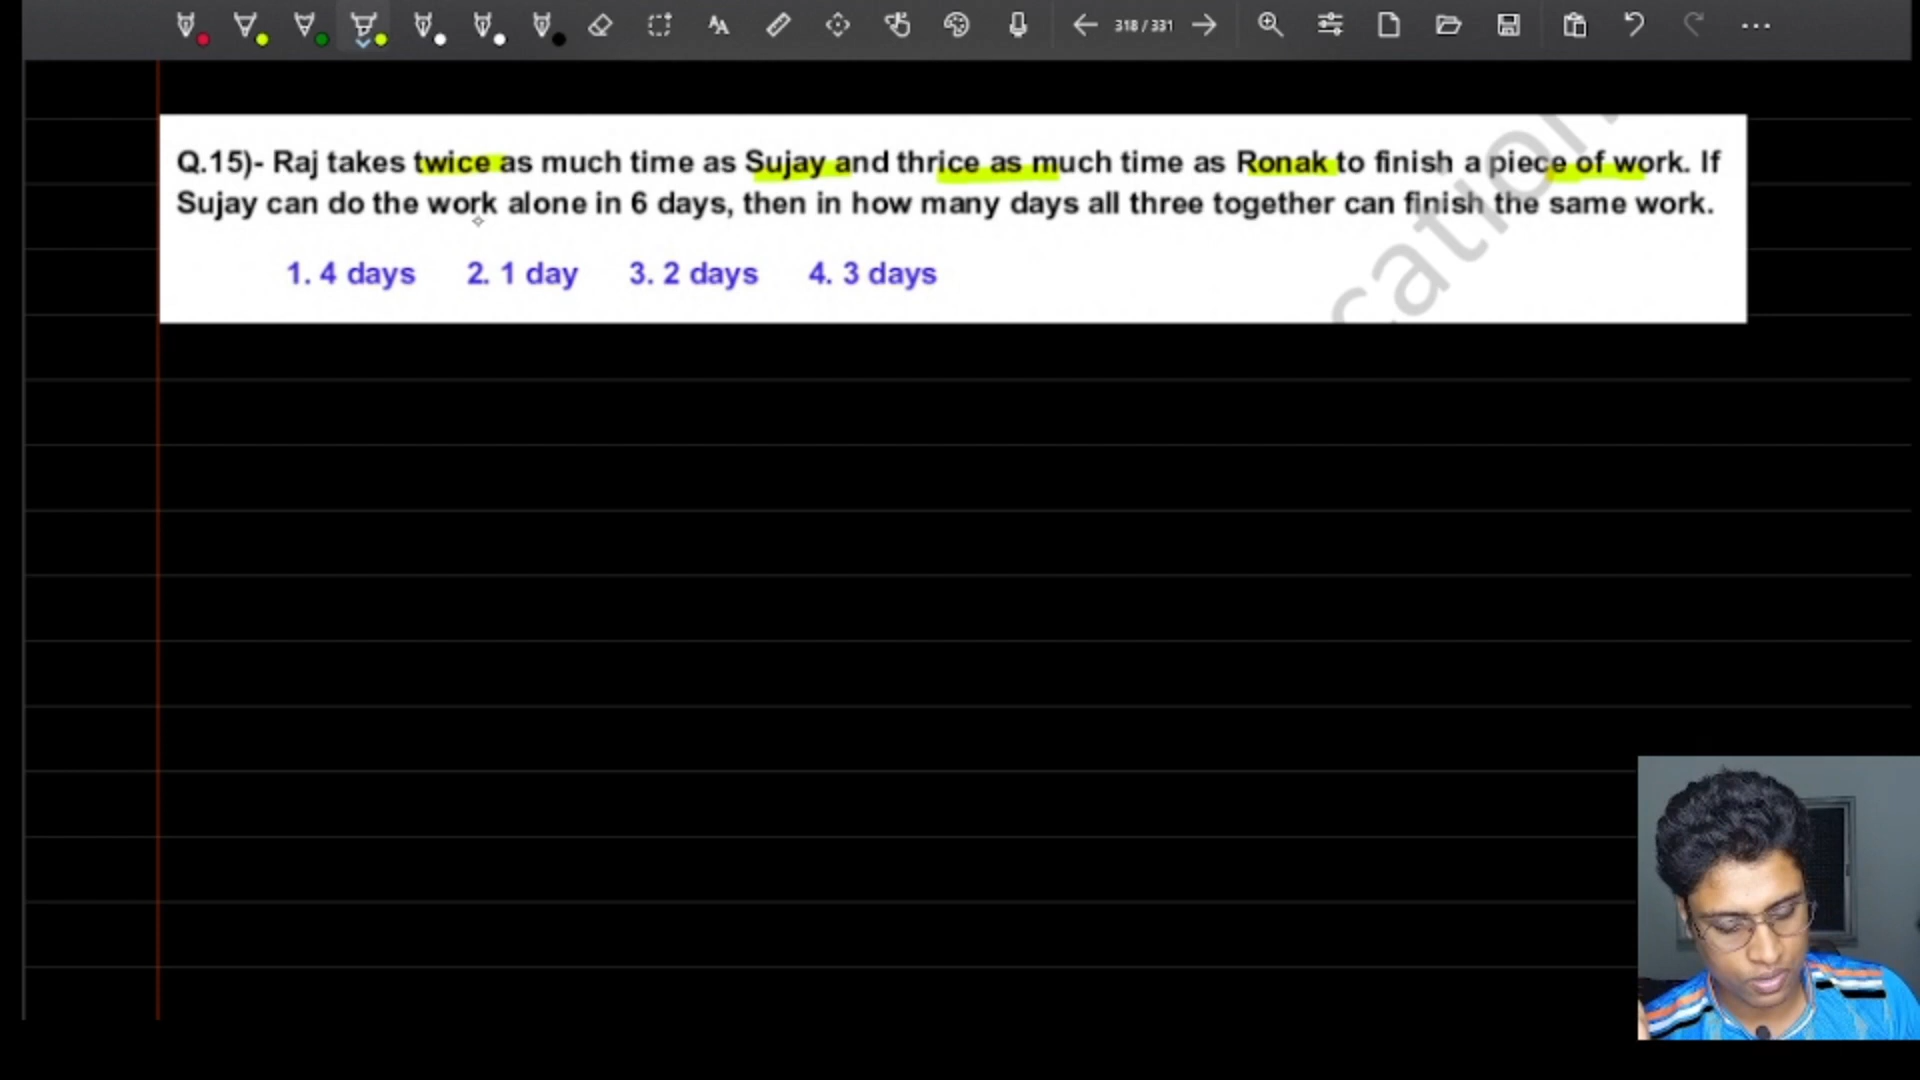 318 / 331
Q.15)- Raj takes twice as much time as Sujay and thrice as much time as Ronak to finish a piece of work. If
Sujay can do the work alone in 6 days, then in how many days all three together can finish the same work.
1. 4 days 2. 1 day 3. 2 days 4. 3 days
cation